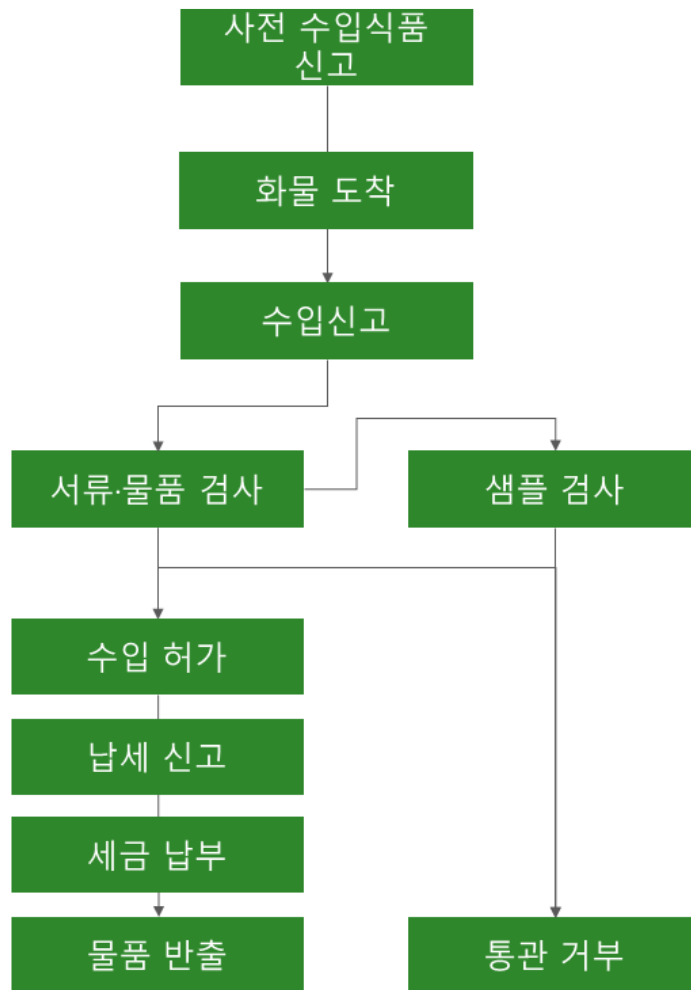 사전 수입식품
신고
화물 도착
수입신고
서류·물품 검사
샘플 검사
수입 허가
납세 신고
세금 납부
물품 반출
통관 거부